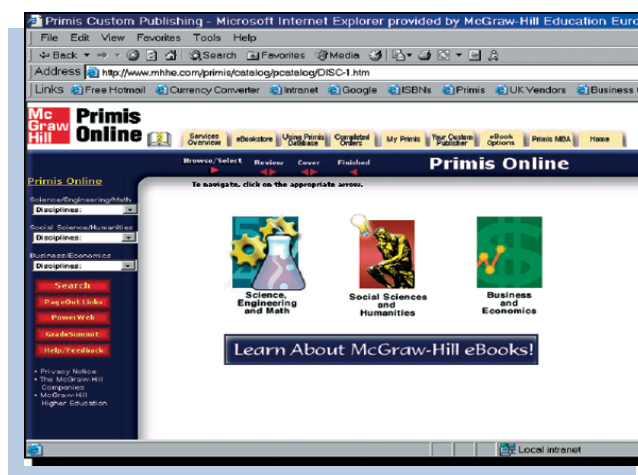 Primis Custom Publishing - Microsoft Internet Explorer provided by McGraw-Hill Education Euro
File Edit View Favorites Tools Help
Back Search Favorites Media
Address http://www.mhhe.com/primis/catalog/pcatalog/DISC-1.htm
Links Free Hotmail Currency Converter Intranet Google ISBNs Primis UK Vendors Business
Mc Graw Hill
Primis Online
Services Overview eBookstore Using Primis Database Completed Orders My Primis Your Custom Publisher eBook Options Primis MBA Home
Browse/Select Review Cover Finished
Primis Online
To navigate, click on the appropriate arrow.
Primis Online
Science/Engineering/Math
Disciplines:
Social Science/Humanities
Disciplines:
Business/Economics
Disciplines:
Search
PageOut Links
PowerWeb
GradeSummit
Help/Feedback
• Privacy Notice
• The McGraw-Hill
Companies
• McGraw-Hill
Higher Education
Science,
Engineering
and Math
Social Sciences
and
Humanities
Business
and
Economics
Learn About McGraw-Hill eBooks!
Local intranet